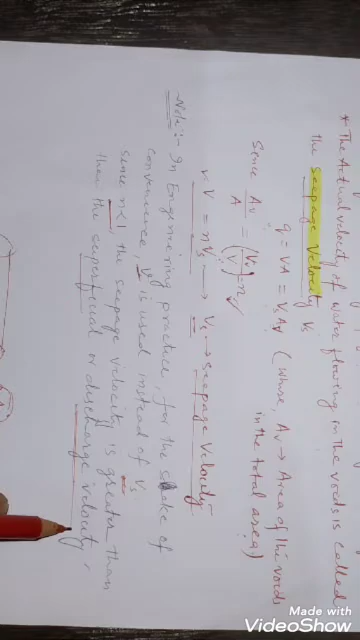 * The Actual velocity of water flowing in the voids is called
the seepage velocity Vs
q = VA = VsAv (where, Av → Area of the voids
in the total area)
Since Av/A = (Vv/V) = n
V = nVs → Vs → seepage velocity
Note:- In Engineering practice, for the shake of
convenience, V is used instead of Vs
since n<1 the seepage velocity is greater than
then the superficial or discharge velocity.
Made with
VideoShow